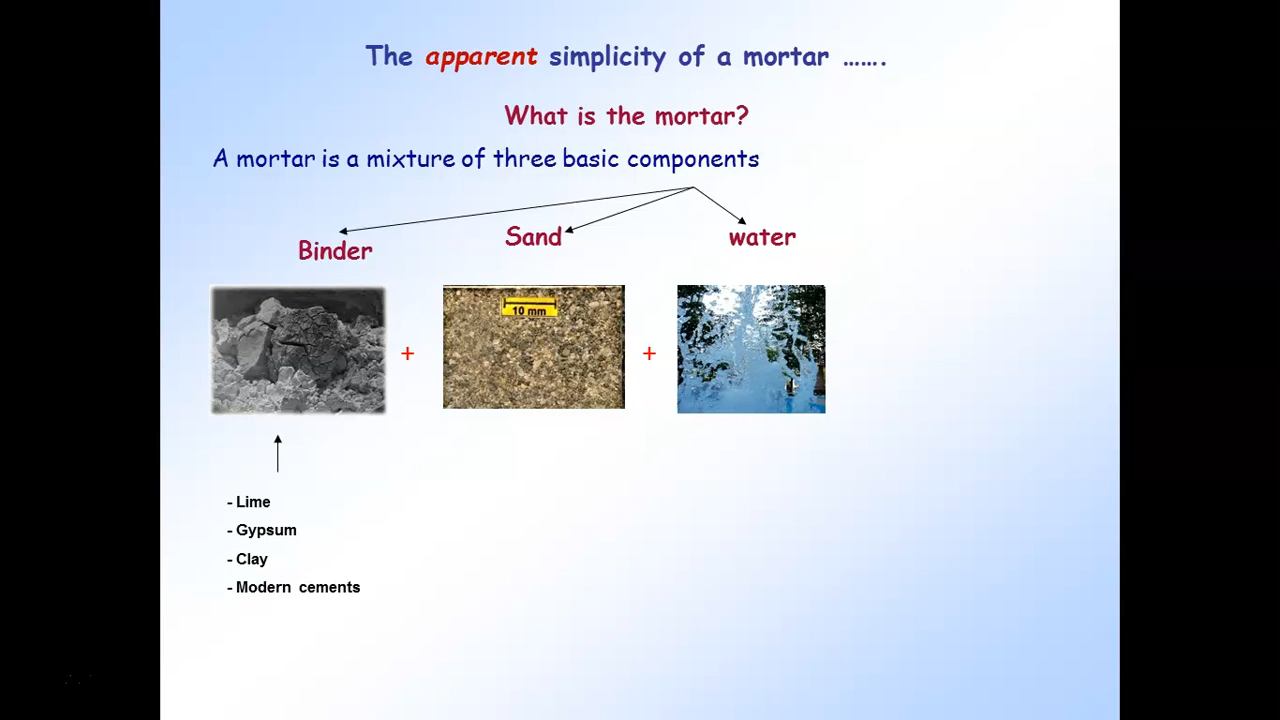 The apparent simplicity of a mortar …….
What is the mortar?
A mortar is a mixture of three basic components
Binder
Sand
water
10 mm
+
+
- Lime
- Gypsum
- Clay
- Modern cements